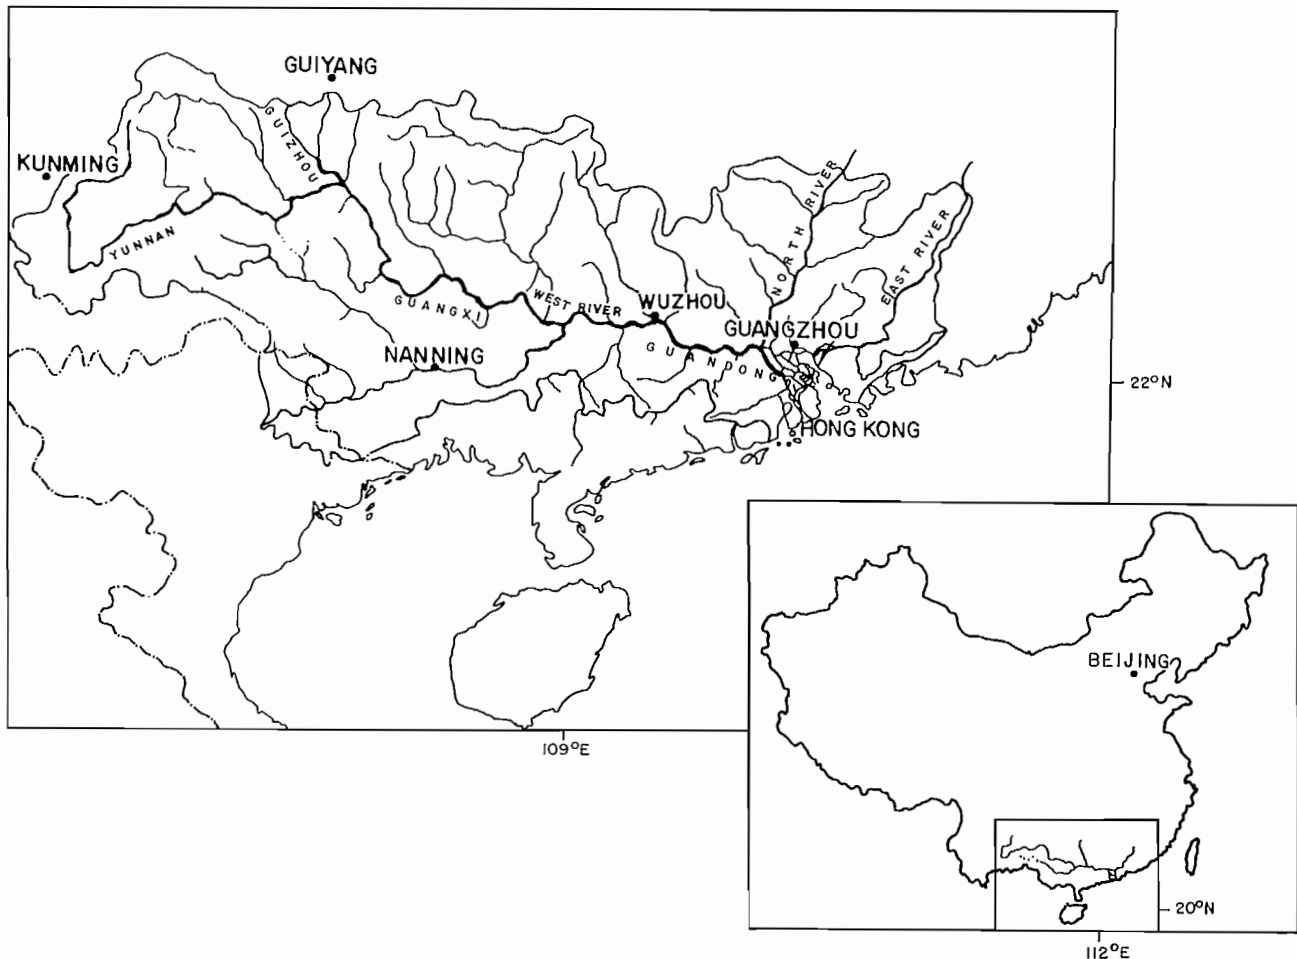 GUIYANG
GUIZHOU
KUNMING
NORTH RIVER
YUNNAN
EAST RIVER
GUANGXI
WEST RIVER
WUZHOU
GUANGZHOU
NANNING
GUANDONG
22°N
HONG KONG
109°E
BEIJING
20°N
112°E